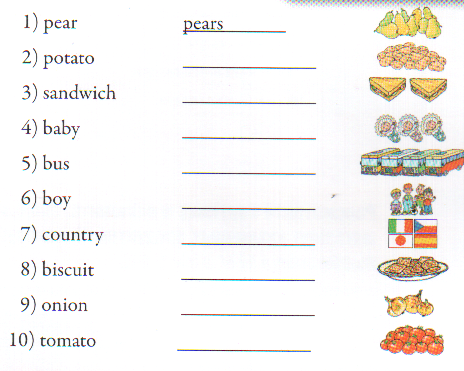 1) pear pears
2) potato
3) sandwich
4) baby
5) bus
6) boy
7) country
8) biscuit
9) onion
10) tomato